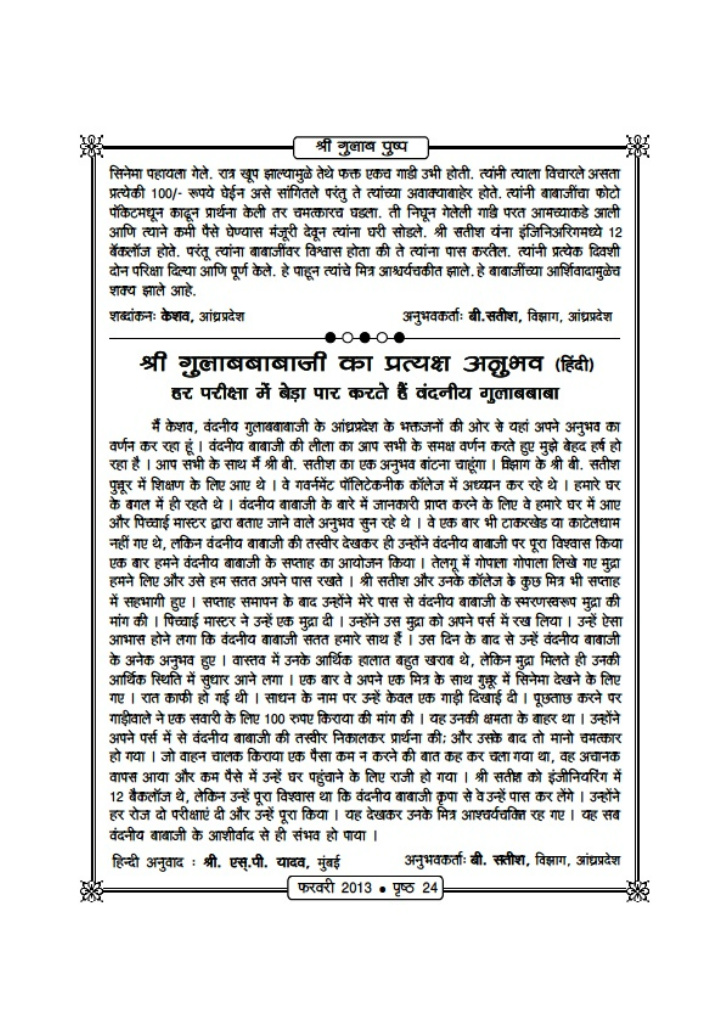 श्री गुलाब पुष्प
सिनेमा पहायला गेले. रात्र खूप झाल्यामुळे तेथे फक्त एकच गाडी उभी होती. त्यांनी त्याला विचारले असता
प्रत्येकी 100/- रूपये घेईन असे सांगितले परंतु ते त्यांच्या अवाक्याबाहेर होते. त्यांनी बाबाजींचा फोटो
पॉकेटमधून काढून प्रार्थना केली तर चमत्कारच घडला. ती निघून गेलेली गाडी परत आमच्याकडे आली
आणि त्याने कमी पैसे घेण्यास मंजूरी देवून त्यांना घरी सोडले. श्री सतीश यंना इंजिनिअरिंगमध्ये 12
बॅकलॉज होते. परंतू त्यांना बाबाजींवर विश्वास होता की ते त्यांना पास करतील. त्यांनी प्रत्येक दिवशी
दोन परिक्षा दिल्या आणि पूर्ण केले. हे पाहून त्यांचे मित्र आश्चर्यचकीत झाले. हे बाबाजींच्या आर्शिवादामुळेच
शक्य झाले आहे.
शब्दांकनः केशव, आंध्रप्रदेश अनुभवकर्ताः बी.सतीश, विझाग, आंध्रप्रदेश
श्री गुलाबबाबाजी का प्रत्यक्ष अनुभव (हिंदी)
हर परीक्षा में बेड़ा पार करते हैं वंदनीय गुलाबबाबा
मैं केशव, वंदनीय गुलाबबाबाजी के आंध्रप्रदेश के भक्तजनों की ओर से यहां अपने अनुभव का
वर्णन कर रहा हूं । वंदनीय बाबाजी की लीला का आप सभी के समक्ष वर्णन करते हुए मुझे बेहद हर्ष हो
रहा है । आप सभी के साथ मैं श्री बी. सतीश का एक अनुभव बांटना चाहूंगा । विझाग के श्री बी. सतीश
पुन्नूर में शिक्षण के लिए आए थे । वे गवर्नमेंट पॉलिटेकनीक कॉलेज में अध्ययन कर रहे थे । हमारे घर
के बगल में ही रहते थे । वंदनीय बाबाजी के बारे में जानकारी प्राप्त करने के लिए वे हमारे घर में आए
और पिच्चाई मास्टर द्वारा बताए जाने वाले अनुभव सुन रहे थे । वे एक बार भी टाकरखेड या काटेलधाम
नहीं गए थे, लकिन वंदनीय बाबाजी की तस्वीर देखकर ही उन्होंने वंदनीय बाबाजी पर पूरा विश्वास किया
एक बार हमने वंदनीय बाबाजी के सप्ताह का आयोजन किया । तेलगू में गोपाला गोपाला लिखे गए मुद्रा
हमने लिए और उसे हम सतत अपने पास रखते । श्री सतीश और उनके कॉलेज के कुछ मित्र भी सप्ताह
में सहभागी हुए । सप्ताह समापन के बाद उन्होंने मेरे पास से वंदनीय बाबाजी के स्मरणस्वरूप मुद्रा की
मांग की । पिच्चाई मास्टर ने उन्हें एक मुद्रा दी । उन्होंने उस मुद्रा को अपने पर्स में रख लिया । उन्हें ऐसा
आभास होने लगा कि वंदनीय बाबाजी सतत हमारे साथ हैं । उस दिन के बाद से उन्हें वंदनीय बाबाजी
के अनेक अनुभव हुए । वास्तव में उनके आर्थिक हालात बहुत खराब थे, लेकिन मुद्रा मिलते ही उनकी
आर्थिक स्थिति में सुधार आने लगा । एक बार वे अपने एक मित्र के साथ गुन्नूर में सिनेमा देखने के लिए
गए । रात काफी हो गई थी । साधन के नाम पर उन्हें केवल एक गाड़ी दिखाई दी । पूछताछ करने पर
गाड़ीवाले ने एक सवारी के लिए 100 रुपए किराया की मांग की । यह उनकी क्षमता के बाहर था । उन्होंने
अपने पर्स में से वंदनीय बाबाजी की तस्वीर निकालकर प्रार्थना की; और उसके बाद तो मानो चमत्कार
हो गया । जो वाहन चालक किराया एक पैसा कम न करने की बात कह कर चला गया था, वह अचानक
वापस आया और कम पैसे में उन्हें घर पहुंचाने के लिए राजी हो गया । श्री सतीश को इंजीनियरिंग में
12 बैकलॉज थे, लेकिन उन्हें पूरा विश्वास था कि वंदनीय बाबाजी कृपा से वे उन्हें पास कर लेंगे । उन्होंने
हर रोज दो परीक्षाएं दी और उन्हें पूरा किया । यह देखकर उनके मित्र आश्चर्यचकित रह गए । यह सब
वंदनीय बाबाजी के आशीर्वाद से ही संभव हो पाया ।
हिन्दी अनुवाद : श्री. एस्.पी. यादव, मुंबई अनुभवकर्ताः बी. सतीश, विझाग, आंध्रप्रदेश
फरवरी 2013 ● पृष्ठ 24